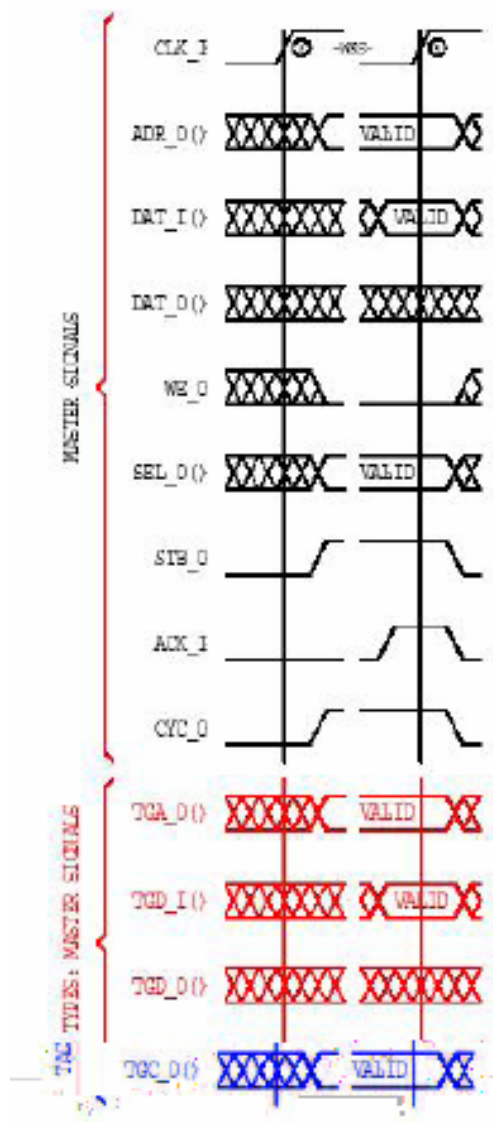 CLK_I
-WSS-
ADR_O() VALID
DAT_I() VALID
DAT_O()
WE_O
SEL_O() VALID
STB_O
ACK_I
CYC_O
MASTER SIGNALS
TGA_O() VALID
TGD_I() VALID
TGD_O()
TGC_O() VALID
TAG TYPES: MASTER SIGNALS